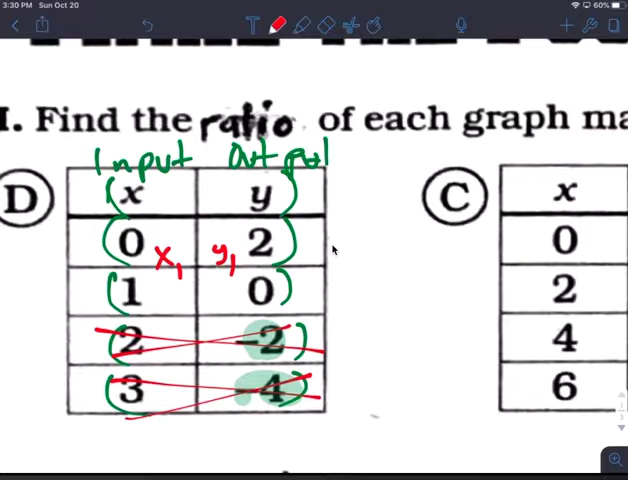 3:30 PM Sun Oct 20
60%
I. Find the ratio of each graph ma
Input Output
D x y
0 x₁ y₁ 2
1 0
2 -2
3 -4
C x
0
2
4
6